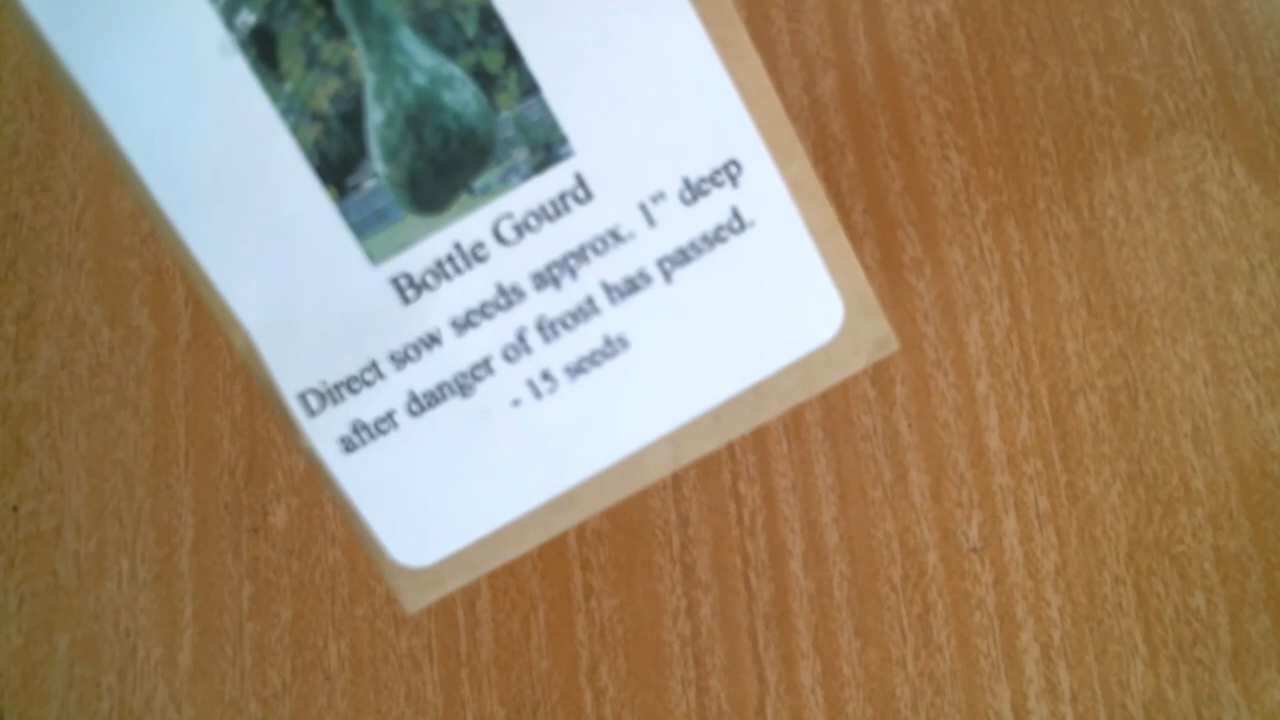 Bottle Gourd
Direct sow seeds approx. 1” deep
after danger of frost has passed.
- 15 seeds